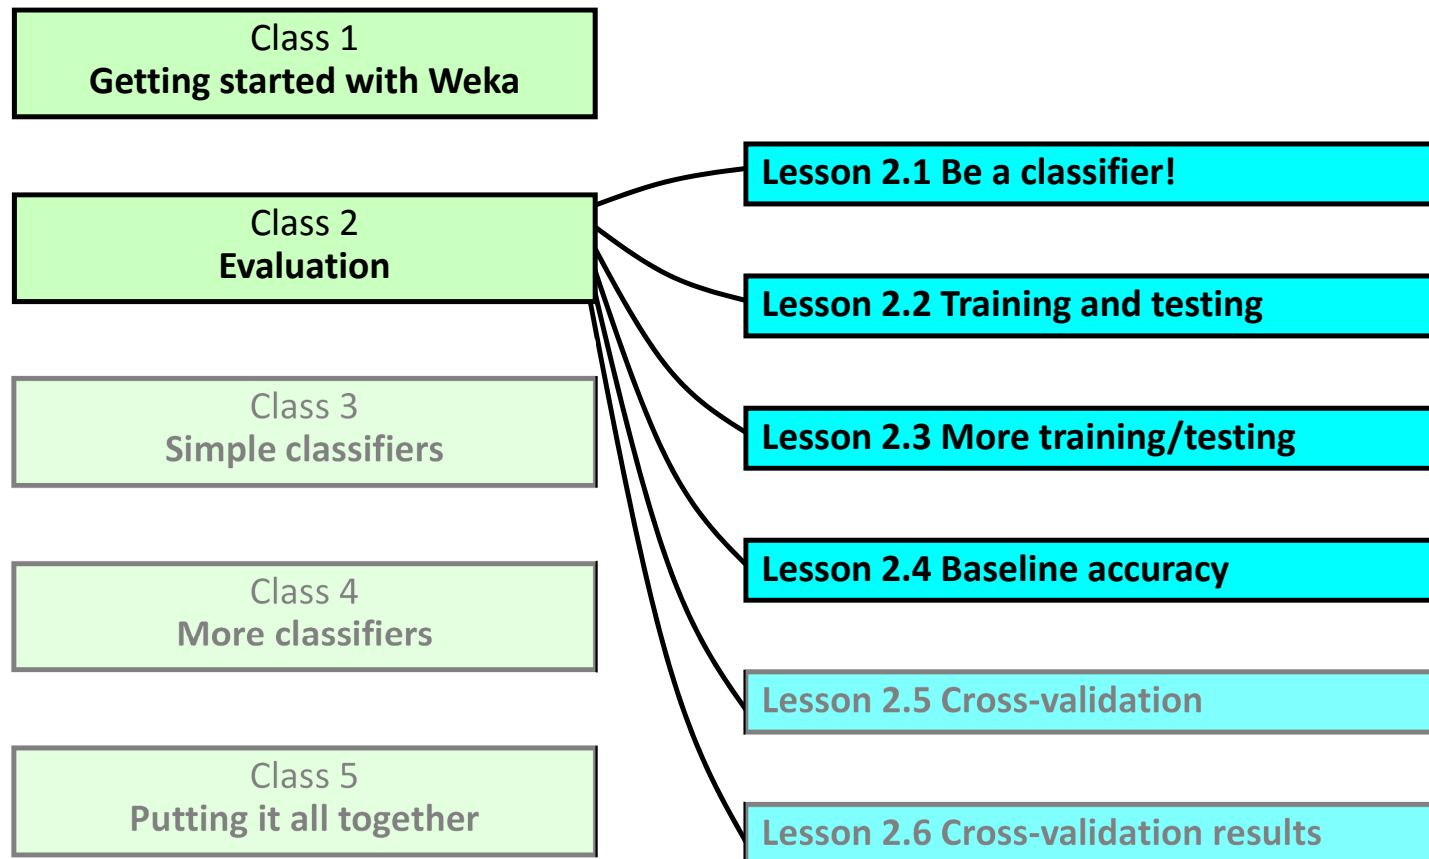 Class 1
Getting started with Weka
Class 2
Evaluation
Class 3
Simple classifiers
Class 4
More classifiers
Class 5
Putting it all together
Lesson 2.1 Be a classifier!
Lesson 2.2 Training and testing
Lesson 2.3 More training/testing
Lesson 2.4 Baseline accuracy
Lesson 2.5 Cross-validation
Lesson 2.6 Cross-validation results